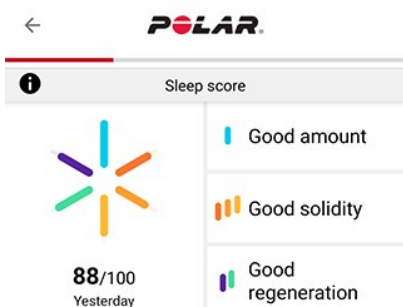 POLAR.
Sleep score
Good amount
Good solidity
Good
regeneration
88/100
Yesterday